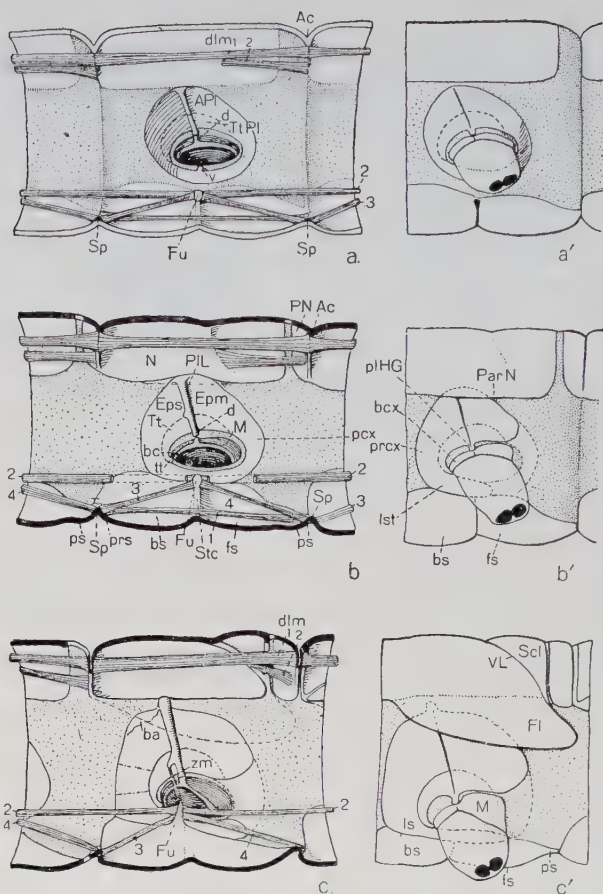 Ac
dlm1 2
APl
d
Tt Pl
v
2
3
Sp
Fu
Sp
a.
a'
PN Ac
N
PlL
Eps
Epm
d
Tt
M
bc
tt
pcx
2
4
3
4
2
3
Sp
ps
Sp
prs
bs
Fu
1
Stc
fs
ps
b
plHG
ParN
bcx
prcx
lst
bs
fs
b'
dlm
1 2
ba
zm
2
4
2
3
Fu
4
c.
VL
Scl
Fl
M
ls
bs
fs
ps
c'